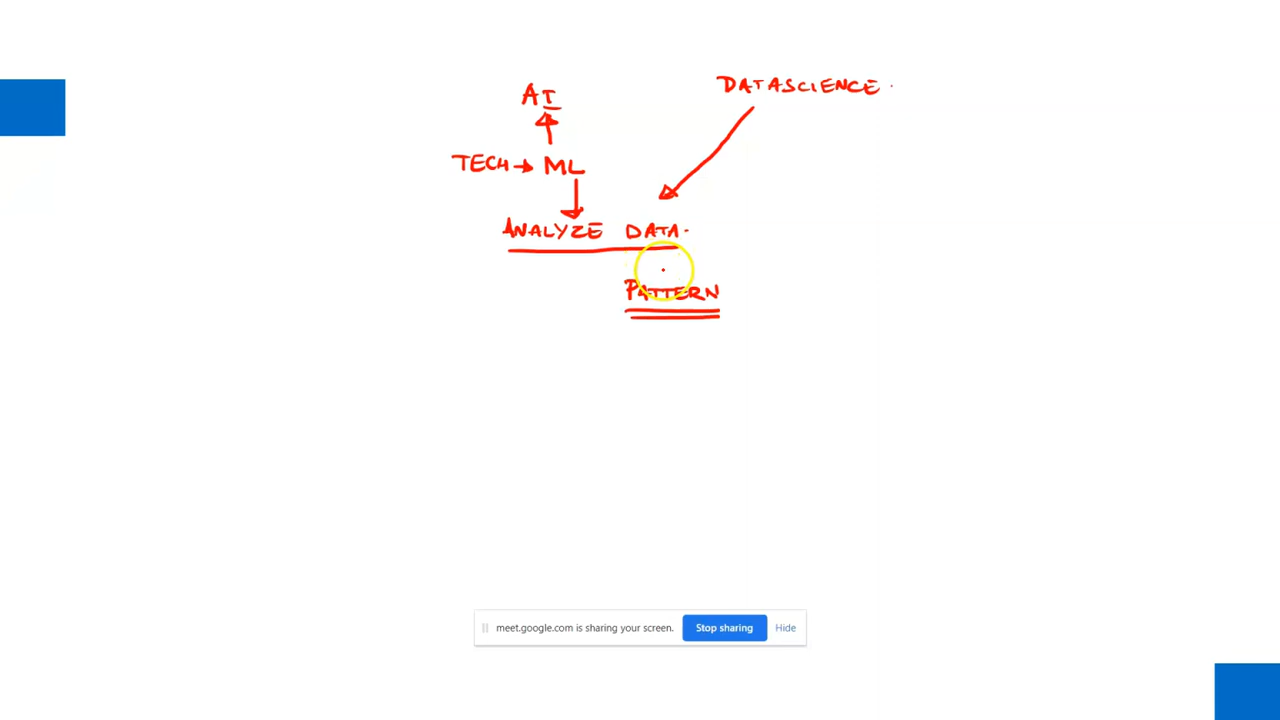 AI
DATASCIENCE.
TECH → ML
ANALYZE DATA.
PATTERN
meet.google.com is sharing your screen. Stop sharing Hide